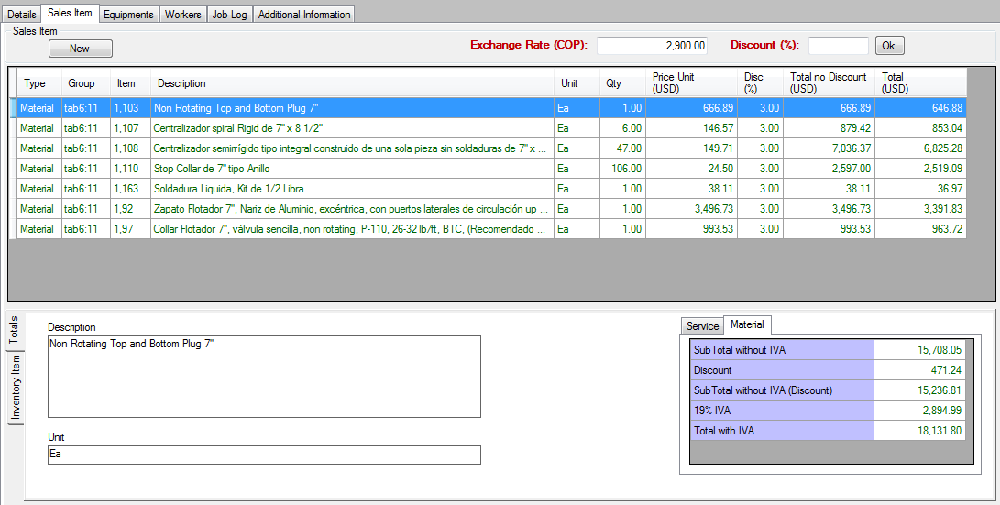 Details Sales Item Equipments Workers Job Log Additional Information
Sales Item
New Exchange Rate (COP): 2,900.00 Discount (%): Ok
Type Group Item Description Unit Qty Price Unit (USD) Disc (%) Total no Discount (USD) Total (USD)
Material tab6:11 1,103 Non Rotating Top and Bottom Plug 7" Ea 1.00 666.89 3.00 666.89 646.88
Material tab6:11 1,107 Centralizador spiral Rigid de 7" x 8 1/2" Ea 6.00 146.57 3.00 879.42 853.04
Material tab6:11 1,108 Centralizador semirrígido tipo integral construido de una sola pieza sin soldaduras de 7" x ... Ea 47.00 149.71 3.00 7,036.37 6,825.28
Material tab6:11 1,110 Stop Collar de 7" tipo Anillo Ea 106.00 24.50 3.00 2,597.00 2,519.09
Material tab6:11 1,163 Soldadura Liquida, Kit de 1/2 Libra Ea 1.00 38.11 3.00 38.11 36.97
Material tab6:11 1,92 Zapato Flotador 7", Nariz de Aluminio, excéntrica, con puertos laterales de circulación up ... Ea 1.00 3,496.73 3.00 3,496.73 3,391.83
Material tab6:11 1,97 Collar Flotador 7", válvula sencilla, non rotating, P-110, 26-32 lb/ft, BTC, (Recomendado ... Ea 1.00 993.53 3.00 993.53 963.72
Totals
Inventory Item
Description
Non Rotating Top and Bottom Plug 7"
Unit
Ea
Service Material
SubTotal without IVA 15,708.05
Discount 471.24
SubTotal without IVA (Discount) 15,236.81
19% IVA 2,894.99
Total with IVA 18,131.80